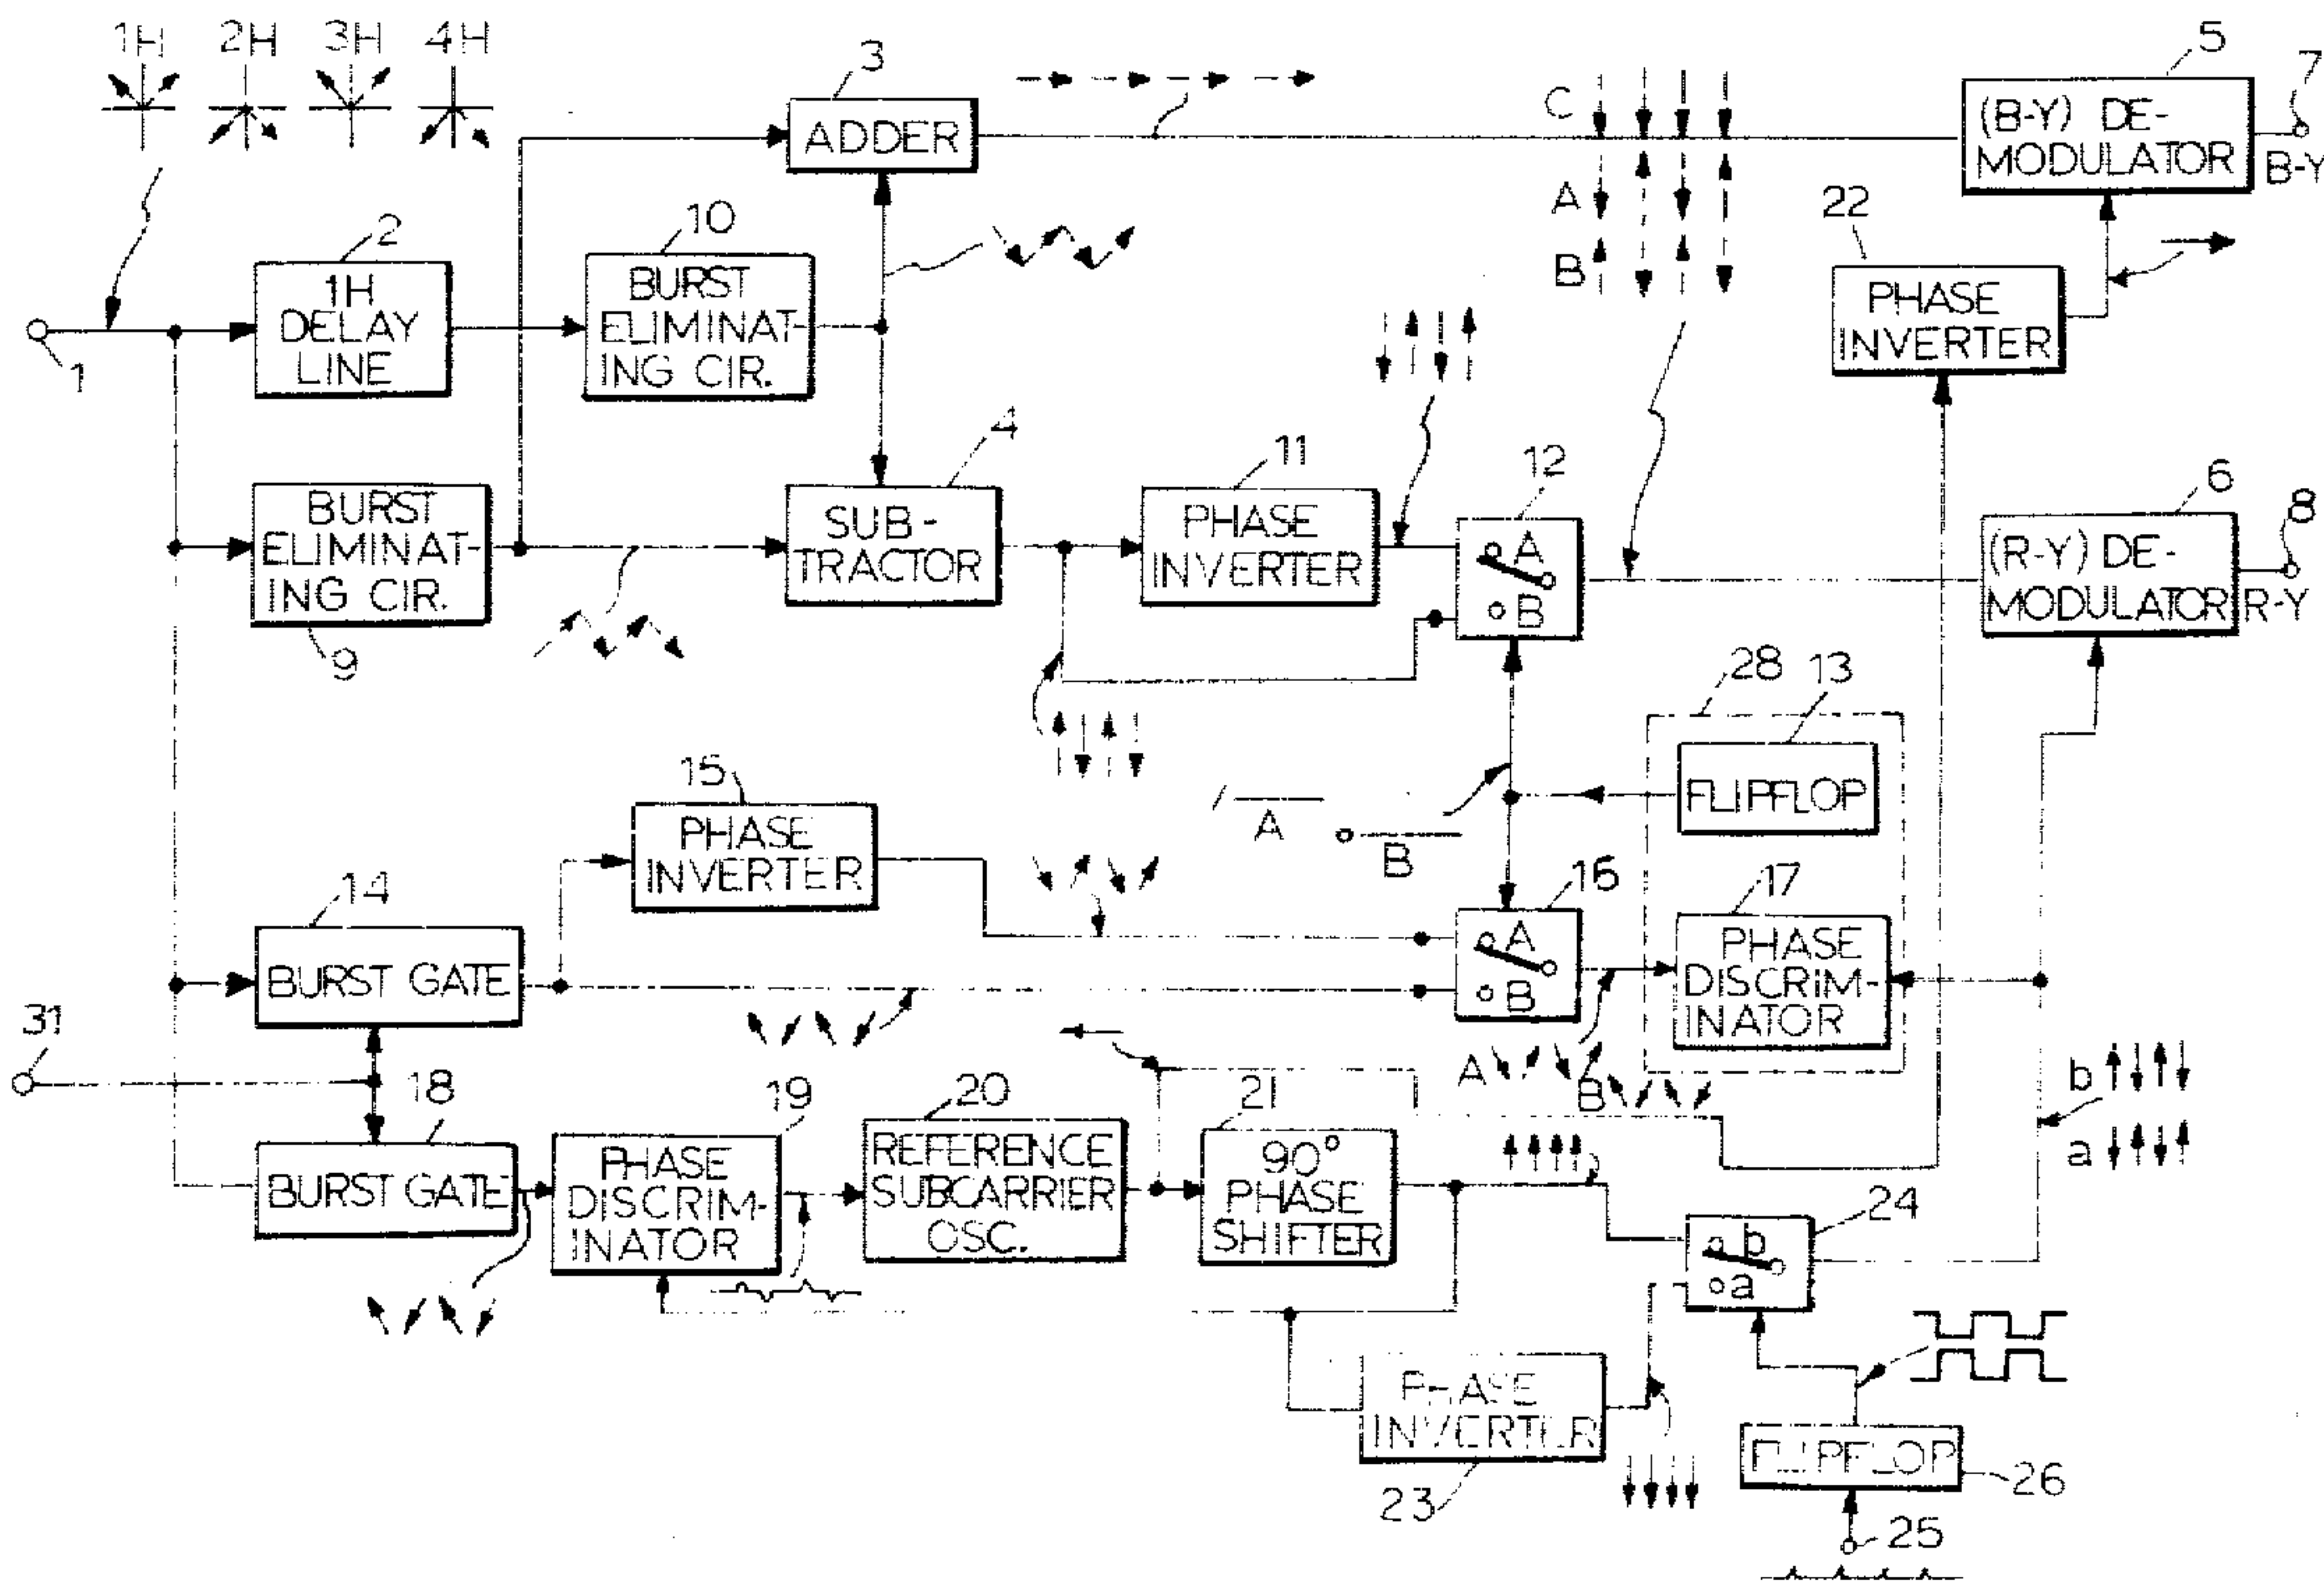 1H 2H 3H 4H
3
ADDER
C
A
B
5
(B-Y) DE-
MODULATOR
7
B-Y
2
1H
DELAY
LINE
10
BURST
ELIMINAT-
ING CIR.
22
PHASE
INVERTER
1
BURST
ELIMINAT-
ING CIR.
9
4
SUB-
TRACTOR
11
PHASE
INVERTER
12
A
B
6
(R-Y) DE-
MODULATOR
8
R-Y
28
13
FLIPFLOP
A
B
15
PHASE
INVERTER
14
BURST GATE
16
A
B
17
PHASE
DISCRIM-
INATOR
31
A
B
b
a
18
BURST GATE
19
PHASE
DISCRIM-
INATOR
20
REFERENCE
SUBCARRIER
OSC.
21
90°
PHASE
SHIFTER
24
b
a
PHASE
INVERTER
23
FLIPFLOP
26
25